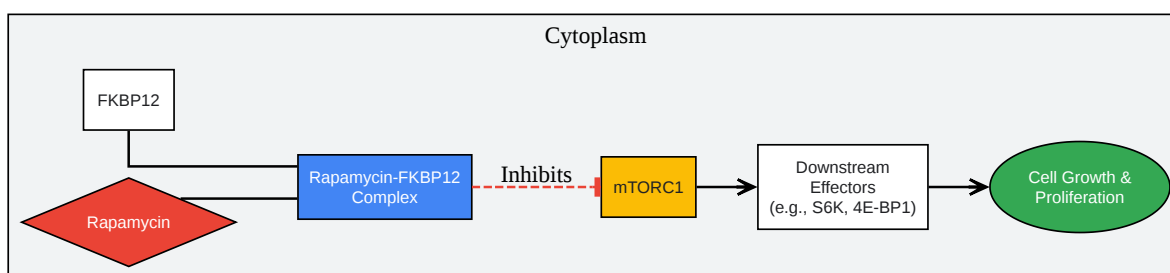 Cytoplasm
FKBP12
Rapamycin
Rapamycin-FKBP12
Complex
Inhibits
mTORC1
Downstream
Effectors
(e.g., S6K, 4E-BP1)
Cell Growth &
Proliferation